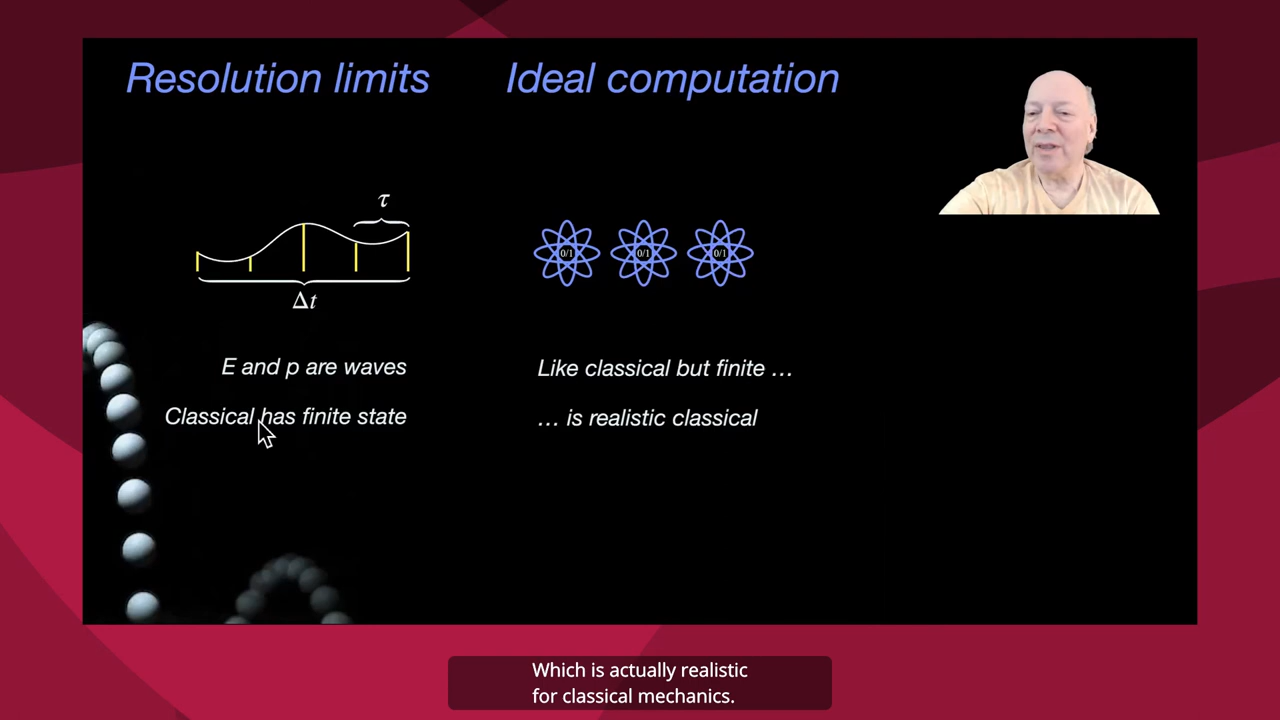 Resolution limits
Ideal computation
τ
Δt
0/1 0/1 0/1
E and p are waves
Classical has finite state
Like classical but finite …
… is realistic classical
Which is actually realistic
for classical mechanics.